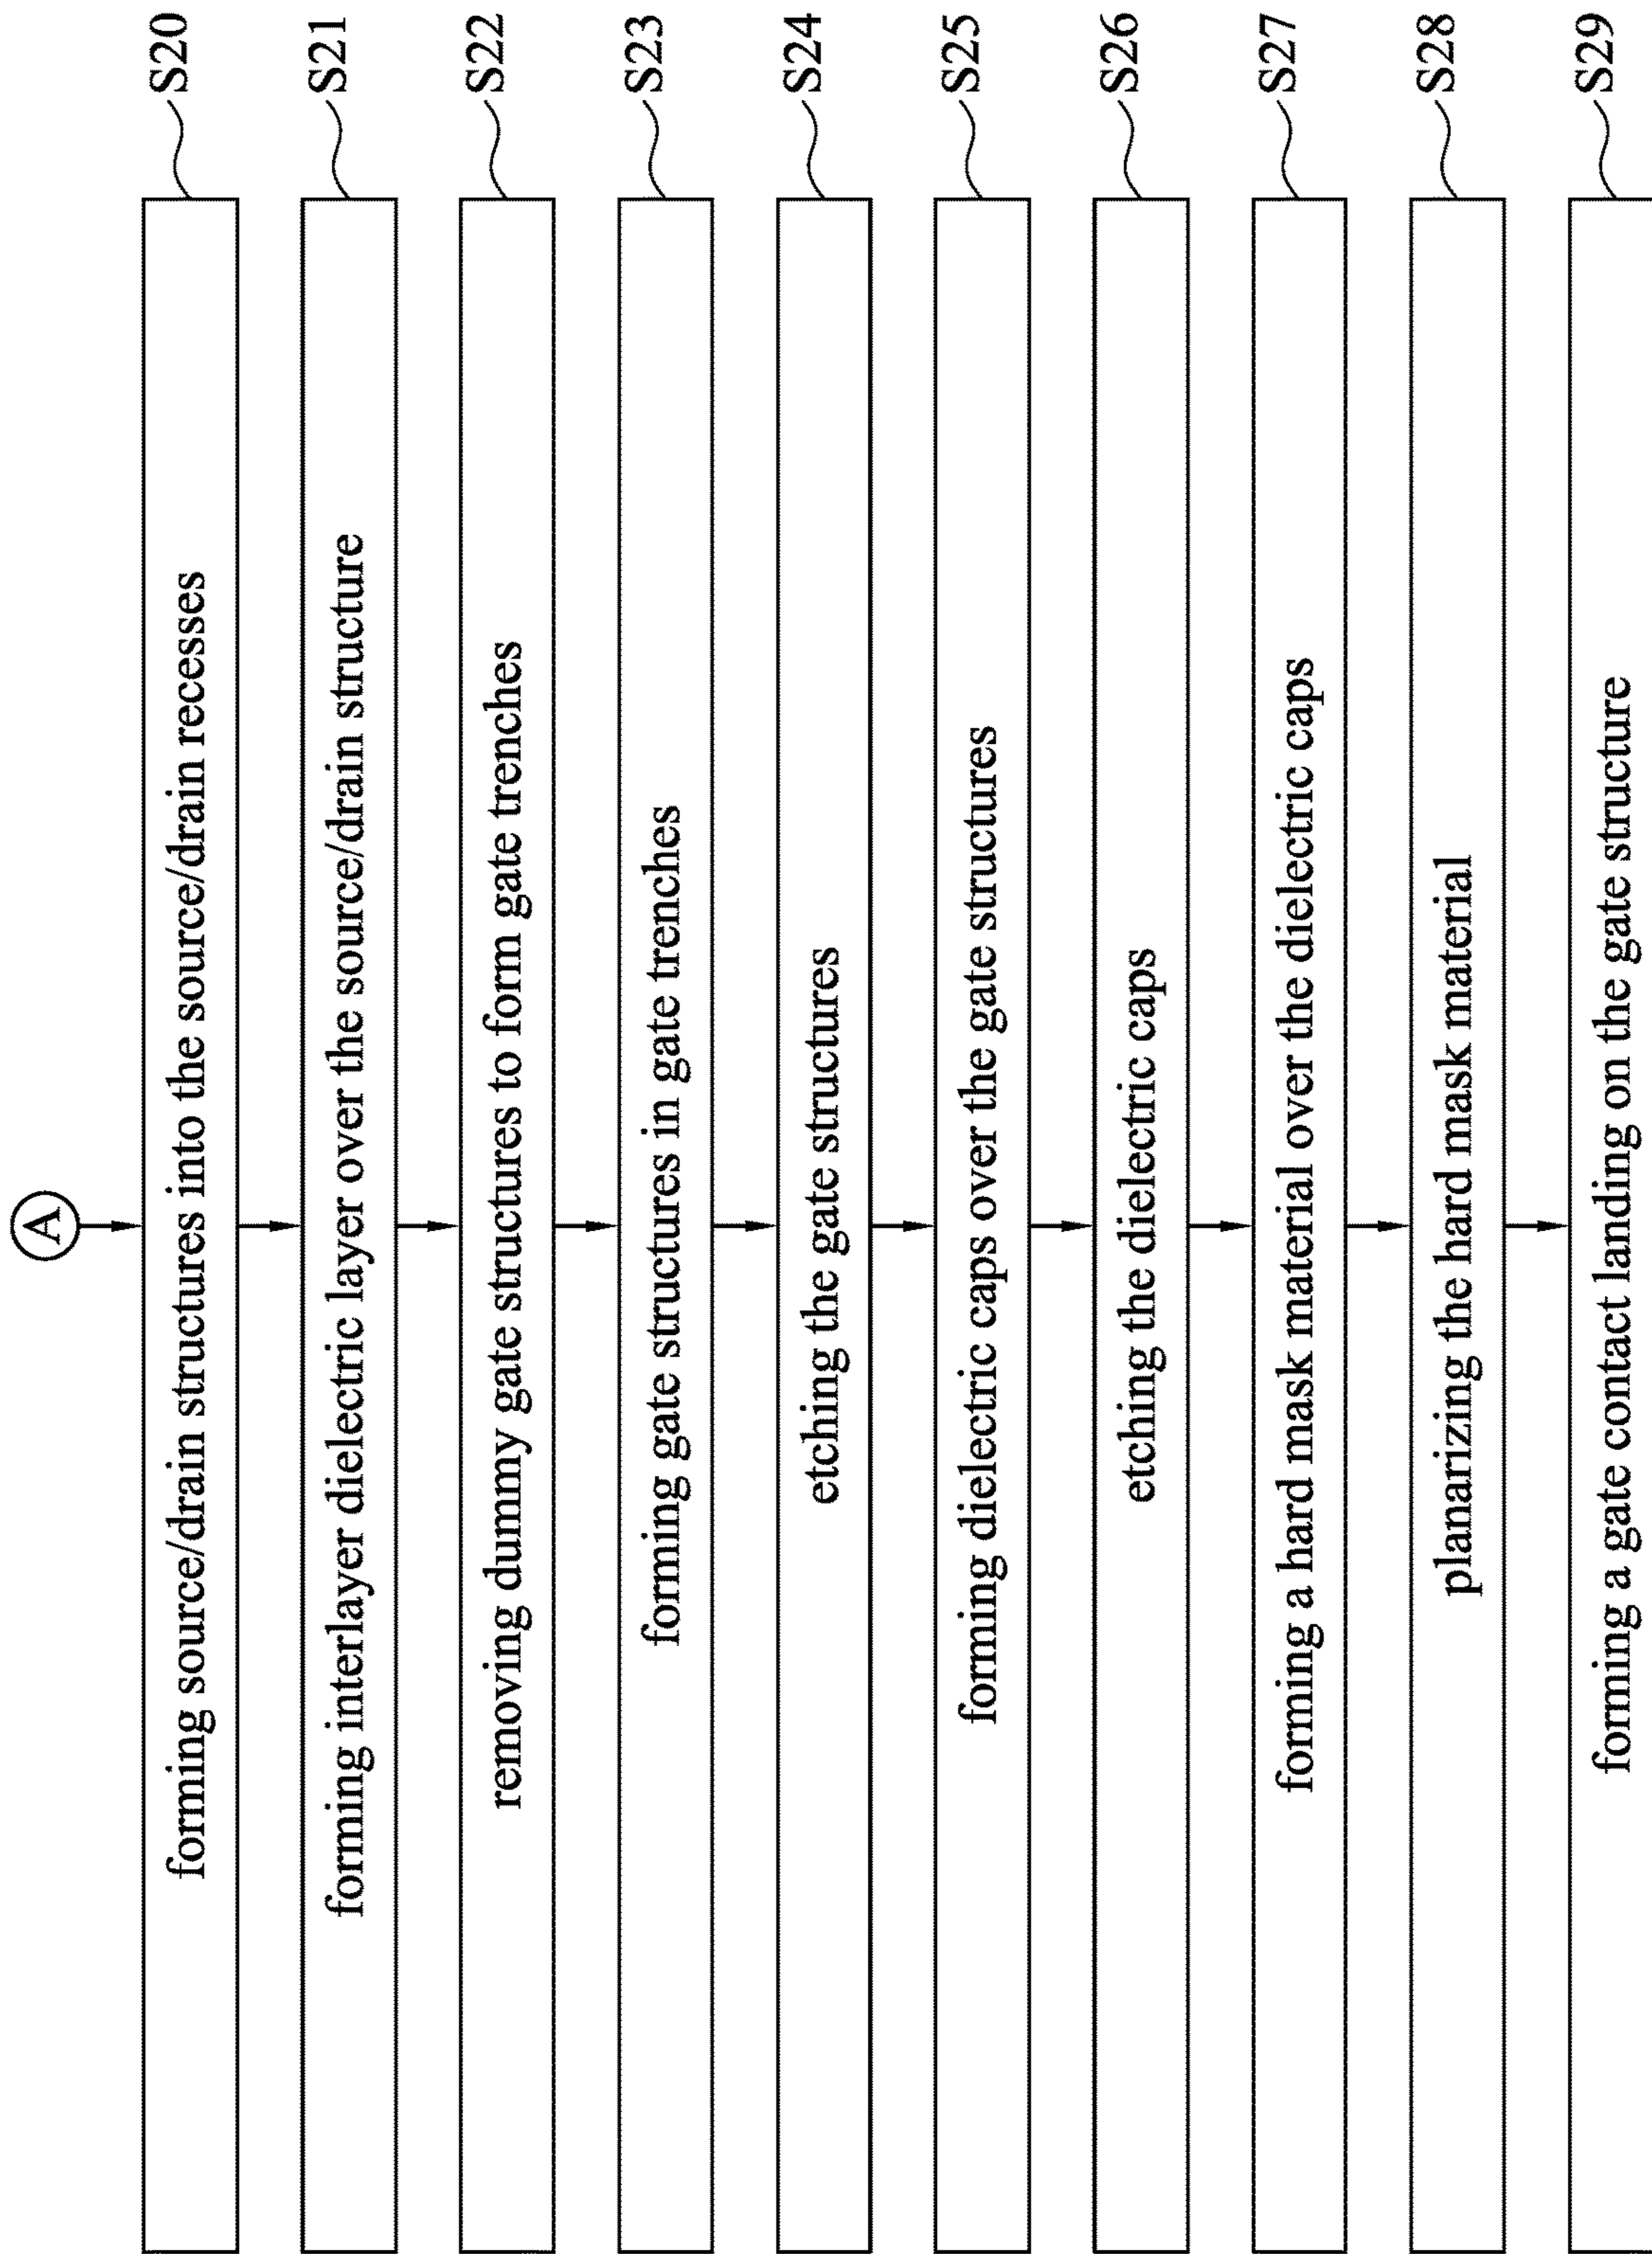 A
forming source/drain structures into the source/drain recesses S20
forming interlayer dielectric layer over the source/drain structure S21
removing dummy gate structures to form gate trenches S22
forming gate structures in gate trenches S23
etching the gate structures S24
forming dielectric caps over the gate structures S25
etching the dielectric caps S26
forming a hard mask material over the dielectric caps S27
planarizing the hard mask material S28
forming a gate contact landing on the gate structure S29